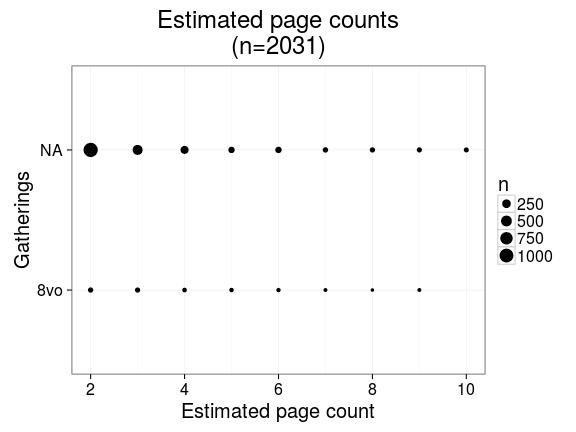 Estimated page counts
(n=2031)
Gatherings
NA
8vo
2 4 6 8 10
Estimated page count
n
250
500
750
1000